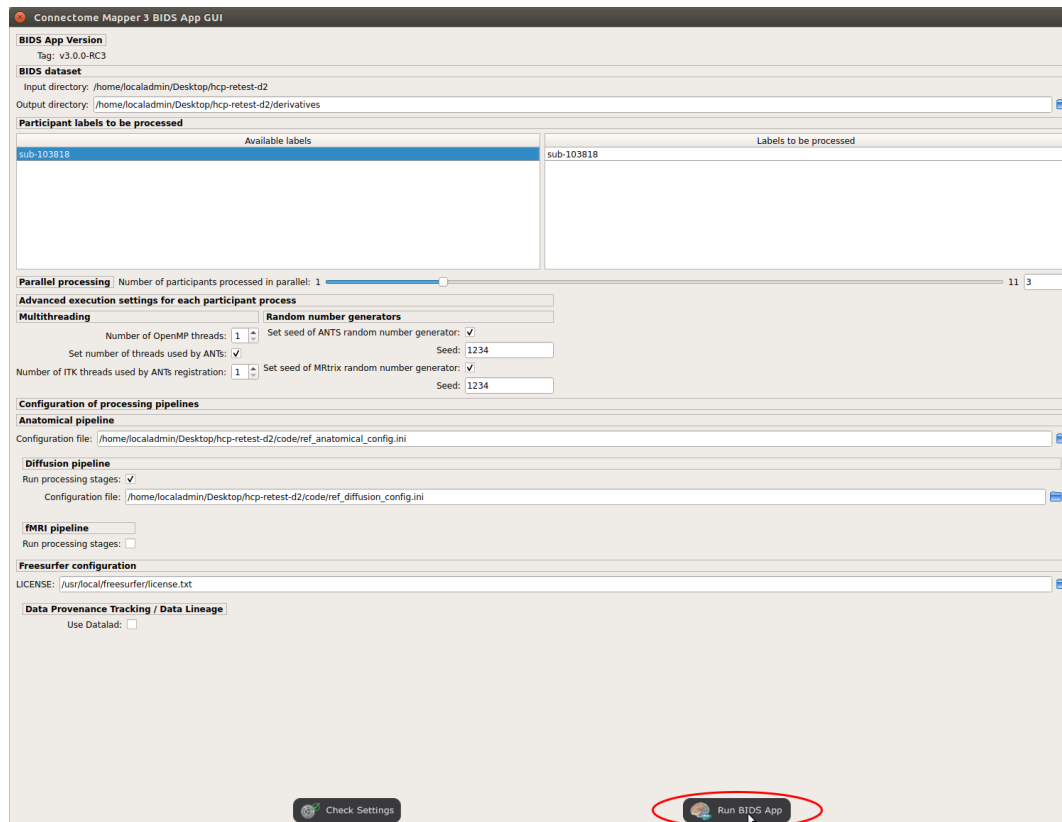 Connectome Mapper 3 BIDS App GUI
BIDS App Version
Tag: v3.0.0-RC3
BIDS dataset
Input directory: /home/localadmin/Desktop/hcp-retest-d2
Output directory: /home/localadmin/Desktop/hcp-retest-d2/derivatives
Participant labels to be processed
Available labels Labels to be processed
sub-103818 sub-103818
Parallel processing Number of participants processed in parallel: 1 11 3
Advanced execution settings for each participant process
Multithreading Random number generators
Number of OpenMP threads: 1 Set seed of ANTS random number generator:
Set number of threads used by ANTs: Seed: 1234
Number of ITK threads used by ANTs registration: 1 Set seed of MRtrix random number generator:
Seed: 1234
Configuration of processing pipelines
Anatomical pipeline
Configuration file: /home/localadmin/Desktop/hcp-retest-d2/code/ref_anatomical_config.ini
Diffusion pipeline
Run processing stages:
Configuration file: /home/localadmin/Desktop/hcp-retest-d2/code/ref_diffusion_config.ini
fMRI pipeline
Run processing stages:
Freesurfer configuration
LICENSE: /usr/local/freesurfer/license.txt
Data Provenance Tracking / Data Lineage
Use Datalad:
Check Settings Run BIDS App